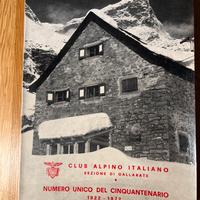 CLUB ALPINO ITALIANO
SEZIONE DI GALLARATE
NUMERO UNICO DEL CINQUANTENARIO
1922 - 1972